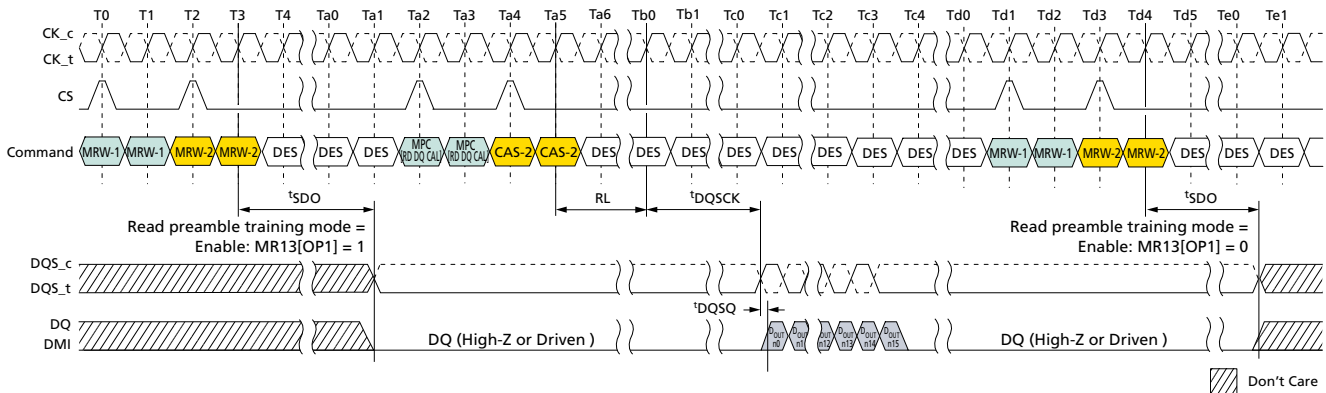 T0 T1 T2 T3 T4 Ta0 Ta1 Ta2 Ta3 Ta4 Ta5 Ta6 Tb0 Tb1 Tc0 Tc1 Tc2 Tc3 Tc4 Td0 Td1 Td2 Td3 Td4 Td5 Te0 Te1
CK_c
CK_t
CS
Command MRW-1 MRW-1 MRW-2 MRW-2 DES DES DES MPC (RD DQ CAL) MPC (RD DQ CAL) CAS-2 CAS-2 DES DES DES DES DES DES DES DES DES MRW-1 MRW-1 MRW-2 MRW-2 DES DES DES
tSDO RL tDQSCK tSDO
Read preamble training mode = Read preamble training mode =
Enable: MR13[OP1] = 1 Enable: MR13[OP1] = 0
DQS_c
DQS_t
tDQSQ
DQ
DMI
DQ (High-Z or Driven ) DOUT n0 DOUT n1 DOUT n12 DOUT n13 DOUT n14 DOUT n15 DQ (High-Z or Driven )
Don't Care